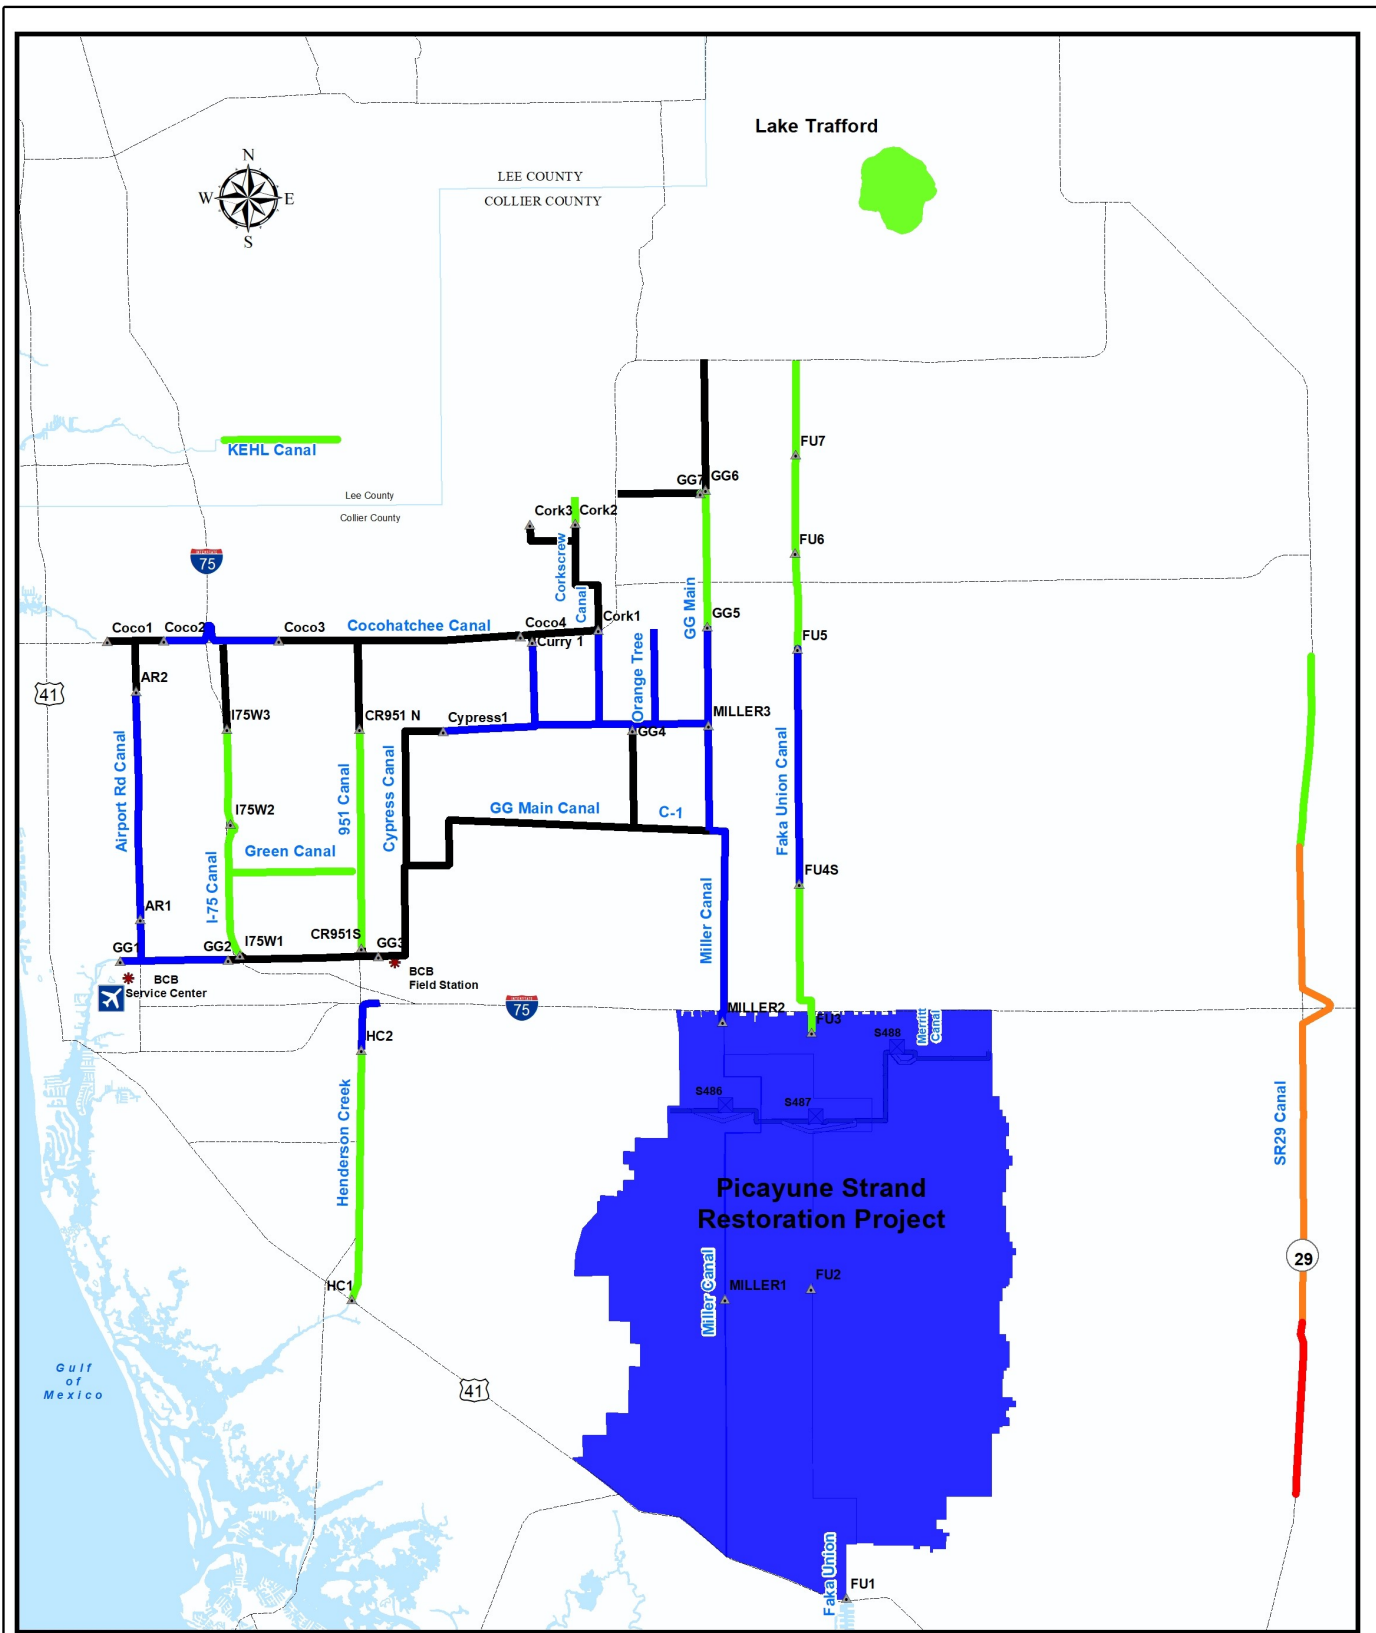 Lake Trafford
N
W
E
S
LEE COUNTY
COLLIER COUNTY
KEHL Canal
Lee County
Collier County
75
FU7
GG7
GG6
Cork3
Cork2
FU6
Corkscrew
Canal
GG Main
Coco1
Coco2
Coco3
Cocohatchee Canal
Coco4
Cork1
GG5
Curry 1
FU5
Orange Tree
41
AR2
I75W3
CR951 N
Cypress1
GG4
MILLER3
Airport Rd Canal
951 Canal
Cypress Canal
Faka Union Canal
I75W2
GG Main Canal
C-1
Green Canal
I-75 Canal
FU4S
Miller Canal
AR1
GG1
GG2
I75W1
CR951S
GG3
BCB
Service Center
BCB
Field Station
75
MILLER2
FU3
S488
Merritt
Canal
HC2
S486
S487
Henderson Creek
SR29 Canal
Picayune Strand
Restoration Project
29
Miller Canal
MILLER1
FU2
HC1
Gulf
of
Mexico
41
Faka Union
FU1